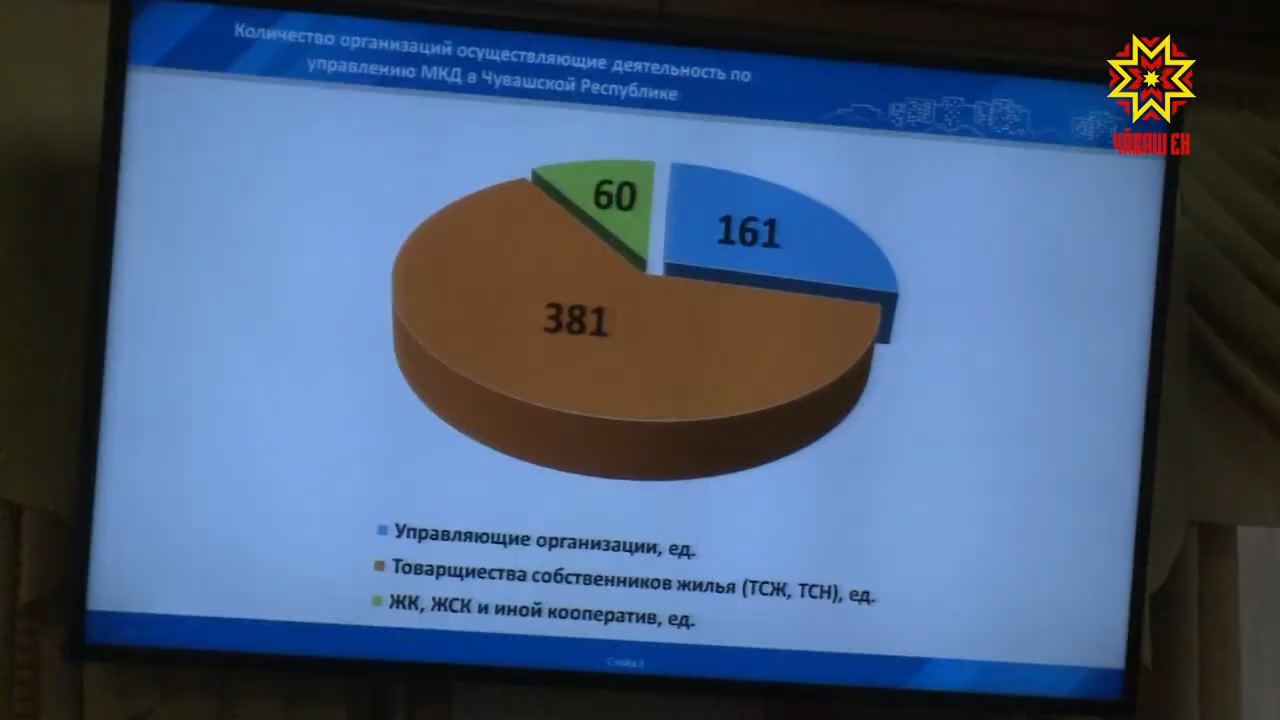 Количество организаций осуществляющие деятельность по
управлению МКД в Чувашской Республике
ЧӐВАШ ЕН
60
161
381
Управляющие организации, ед.
Товарщиества собственников жилья (ТСЖ, ТСН), ед.
ЖК, ЖСК и иной кооператив, ед.